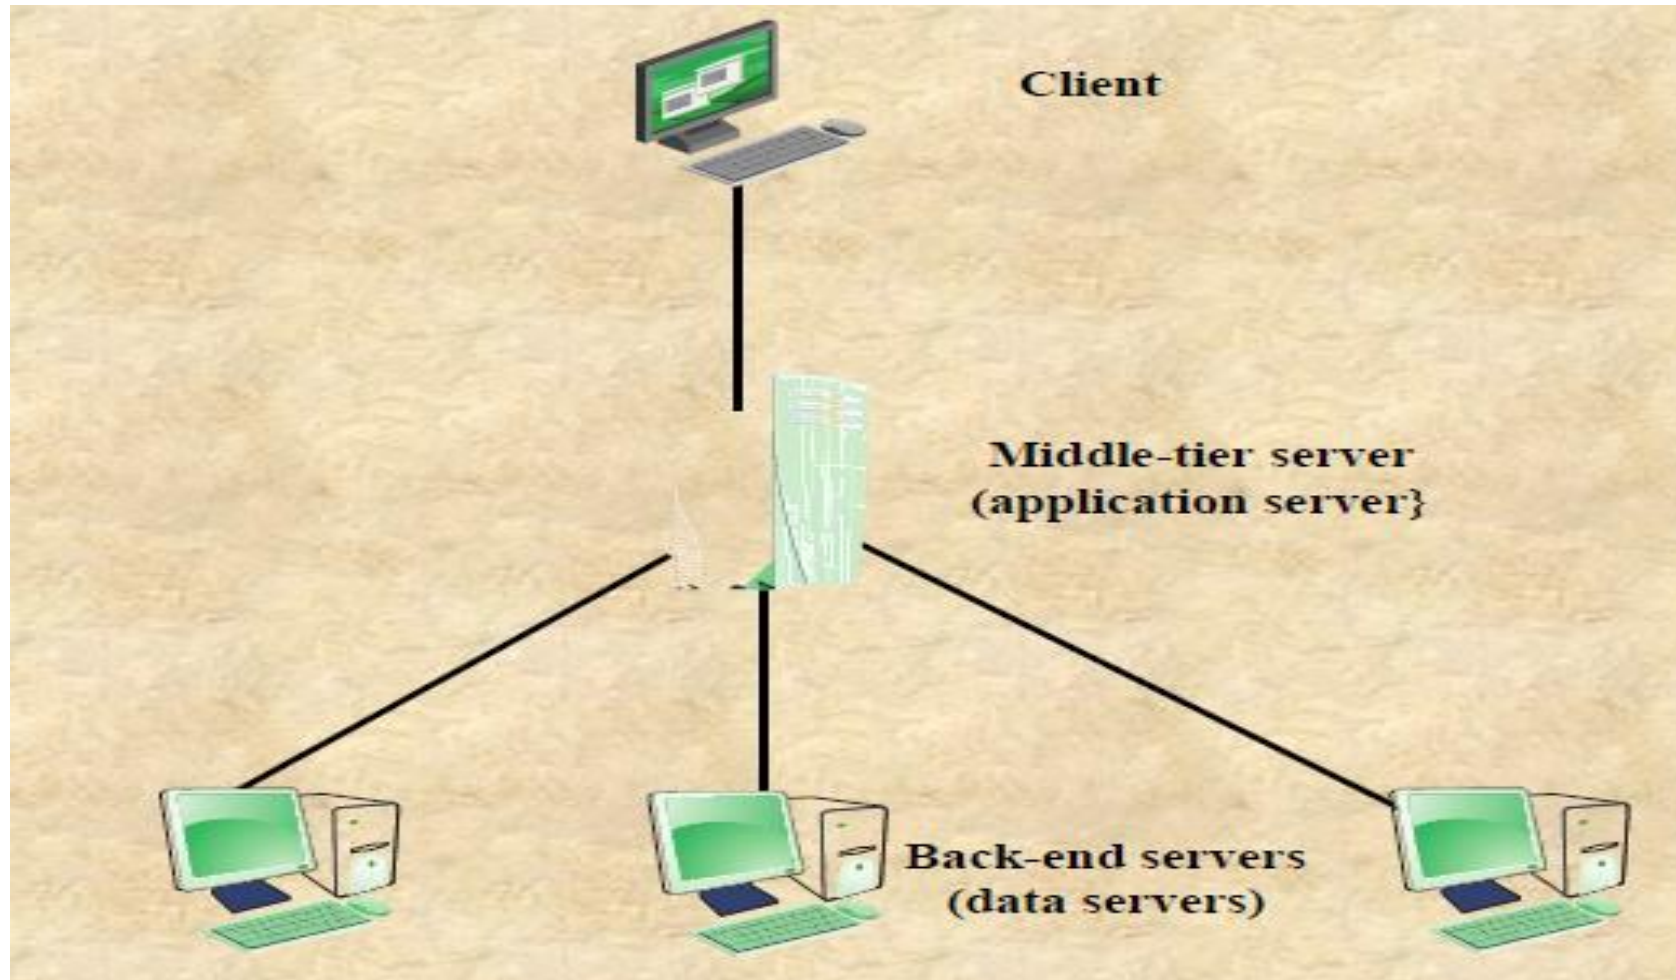 Client
Middle-tier server
(application server}
Back-end servers
(data servers)